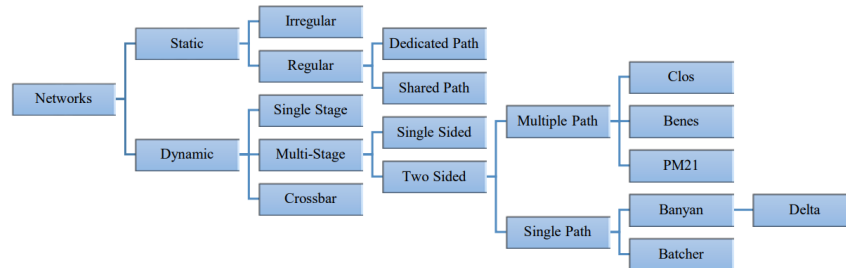 Networks
Static
Irregular
Regular
Dedicated Path
Shared Path
Dynamic
Single Stage
Multi-Stage
Single Sided
Two Sided
Multiple Path
Clos
Benes
PM21
Single Path
Banyan
Delta
Batcher
Crossbar